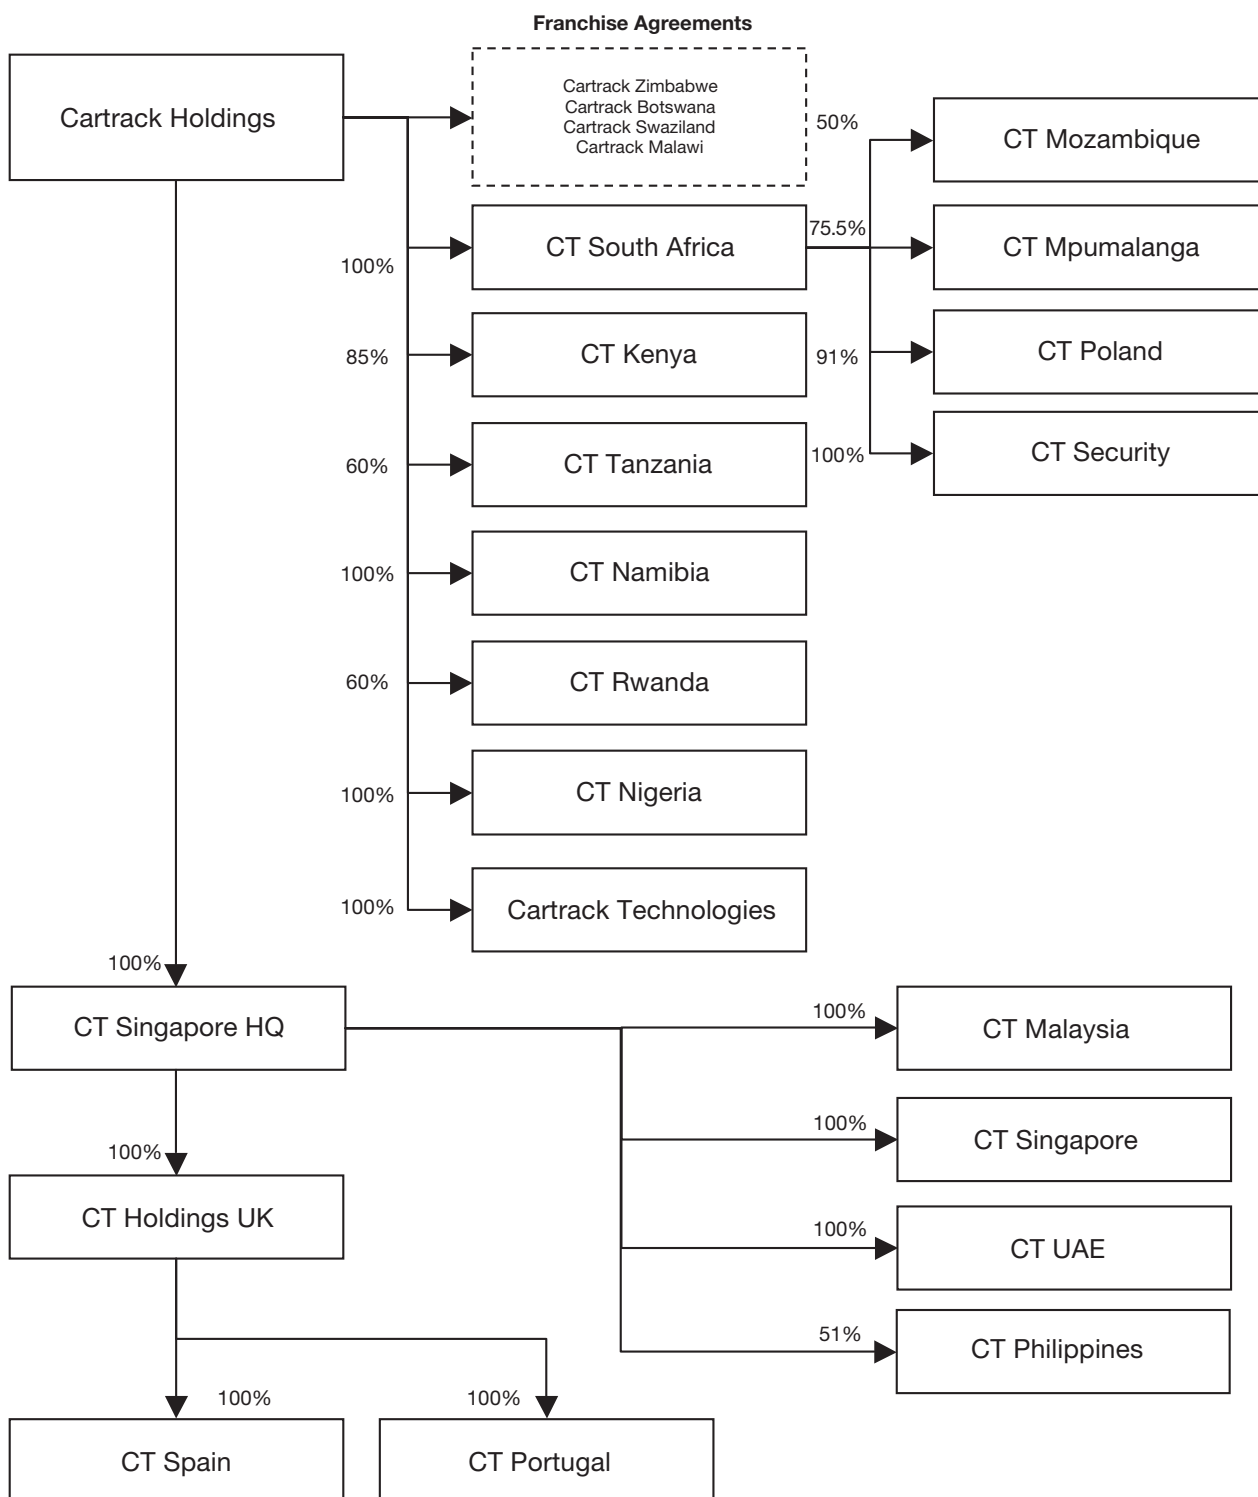 Franchise Agreements
Cartrack Holdings
Cartrack Zimbabwe
Cartrack Botswana
Cartrack Swaziland
Cartrack Malawi
50%
CT Mozambique
100%
CT South Africa
75.5%
CT Mpumalanga
85%
CT Kenya
91%
CT Poland
60%
CT Tanzania
100%
CT Security
100%
CT Namibia
60%
CT Rwanda
100%
CT Nigeria
100%
Cartrack Technologies
100%
CT Singapore HQ
100%
CT Malaysia
100%
CT Singapore
100%
CT Holdings UK
100%
CT UAE
51%
CT Philippines
100%
CT Spain
100%
CT Portugal